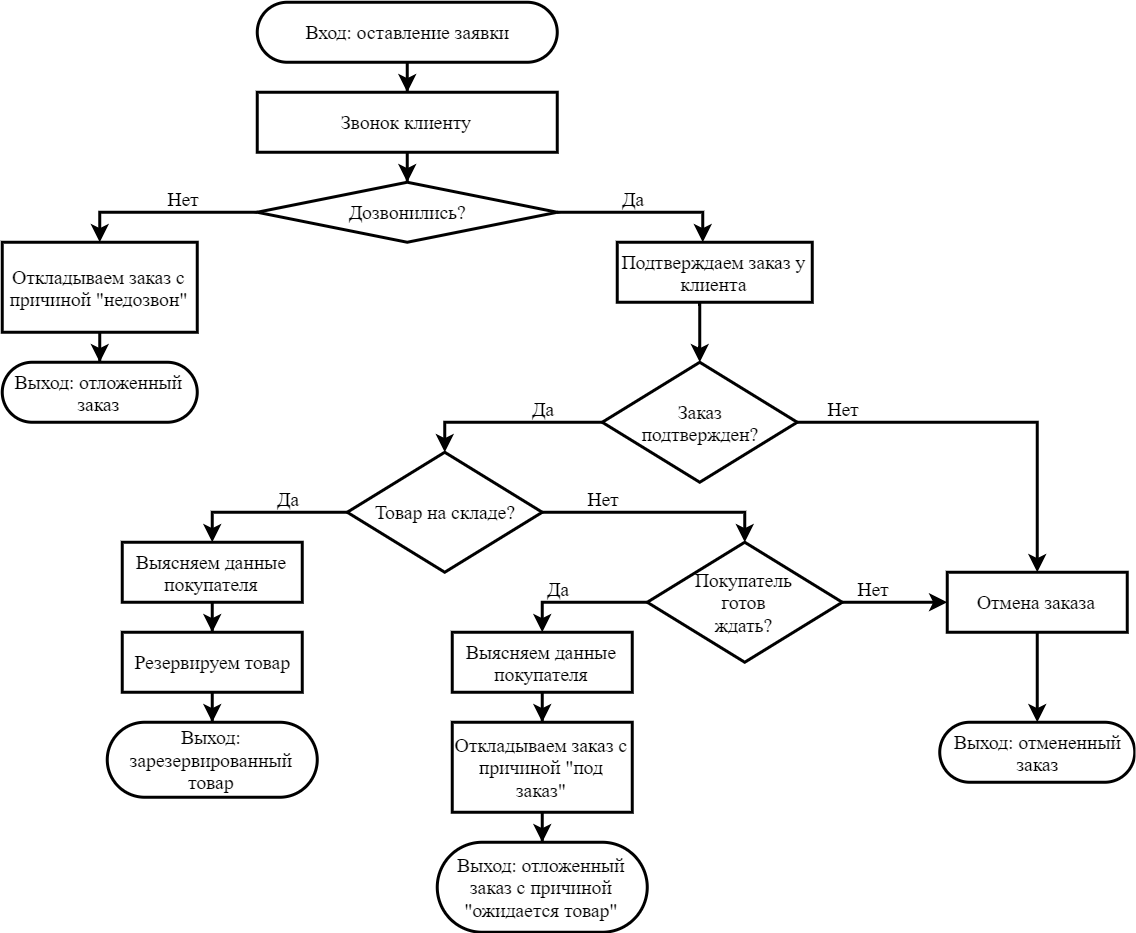 Вход: оставление заявки
Звонок клиенту
Дозвонились?
Нет
Да
Откладываем заказ с
причиной "недозвон"
Выход: отложенный
заказ
Подтверждаем заказ у
клиента
Заказ
подтвержден?
Да
Нет
Товар на складе?
Да
Нет
Выясняем данные
покупателя
Резервируем товар
Выход:
зарезервированный
товар
Покупатель
готов
ждать?
Да
Нет
Выясняем данные
покупателя
Откладываем заказ с
причиной "под
заказ"
Выход: отложенный
заказ с причиной
"ожидается товар"
Отмена заказа
Выход: отмененный
заказ